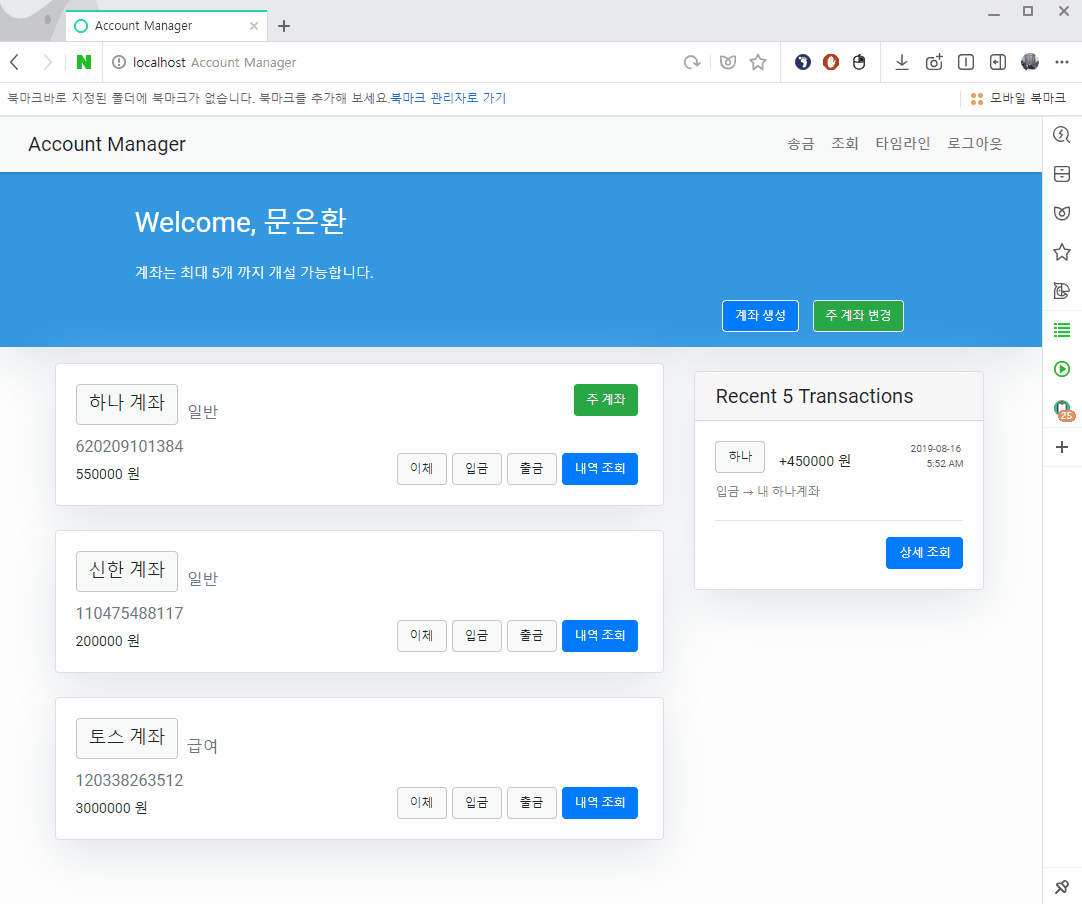 Account Manager
N localhost Account Manager
북마크바로 지정된 폴더에 북마크가 없습니다. 북마크를 추가해 보세요.북마크 관리자로 가기 모바일 북마크
Account Manager 송금 조회 타임라인 로그아웃
Welcome, 문은환
계좌는 최대 5개 까지 개설 가능합니다.
계좌 생성 주 계좌 변경
하나 계좌 일반 주 계좌
620209101384
550000 원 이체 입금 출금 내역 조회
신한 계좌 일반
110475488117
200000 원 이체 입금 출금 내역 조회
토스 계좌 급여
120338263512
3000000 원 이체 입금 출금 내역 조회
Recent 5 Transactions
하나 +450000 원 2019-08-16
5:52 AM
입금 → 내 하나계좌
상세 조회
25